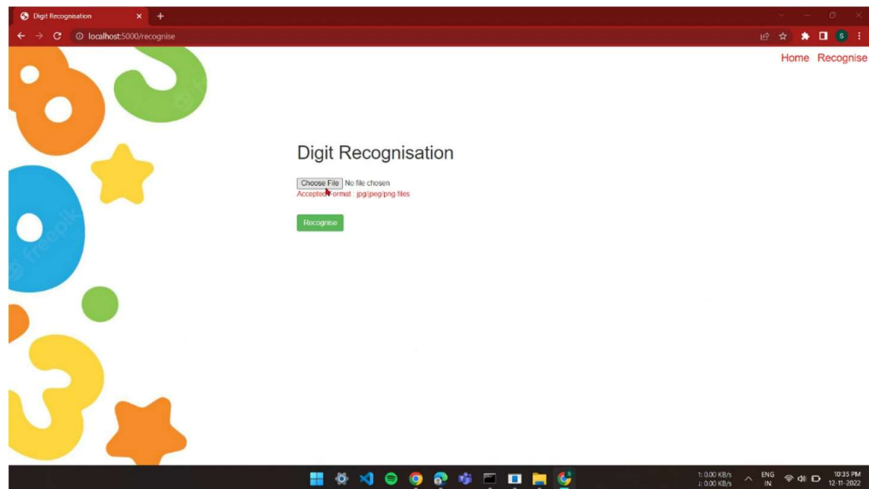 Digit Recognisation
localhost:5000/recognise
S
Home Recognise
Digit Recognisation
Choose File No file chosen
Accepted Format : jpg/jpeg/png files
Recognise
freepik
ENG
IN
10:35 PM
12-11-2022